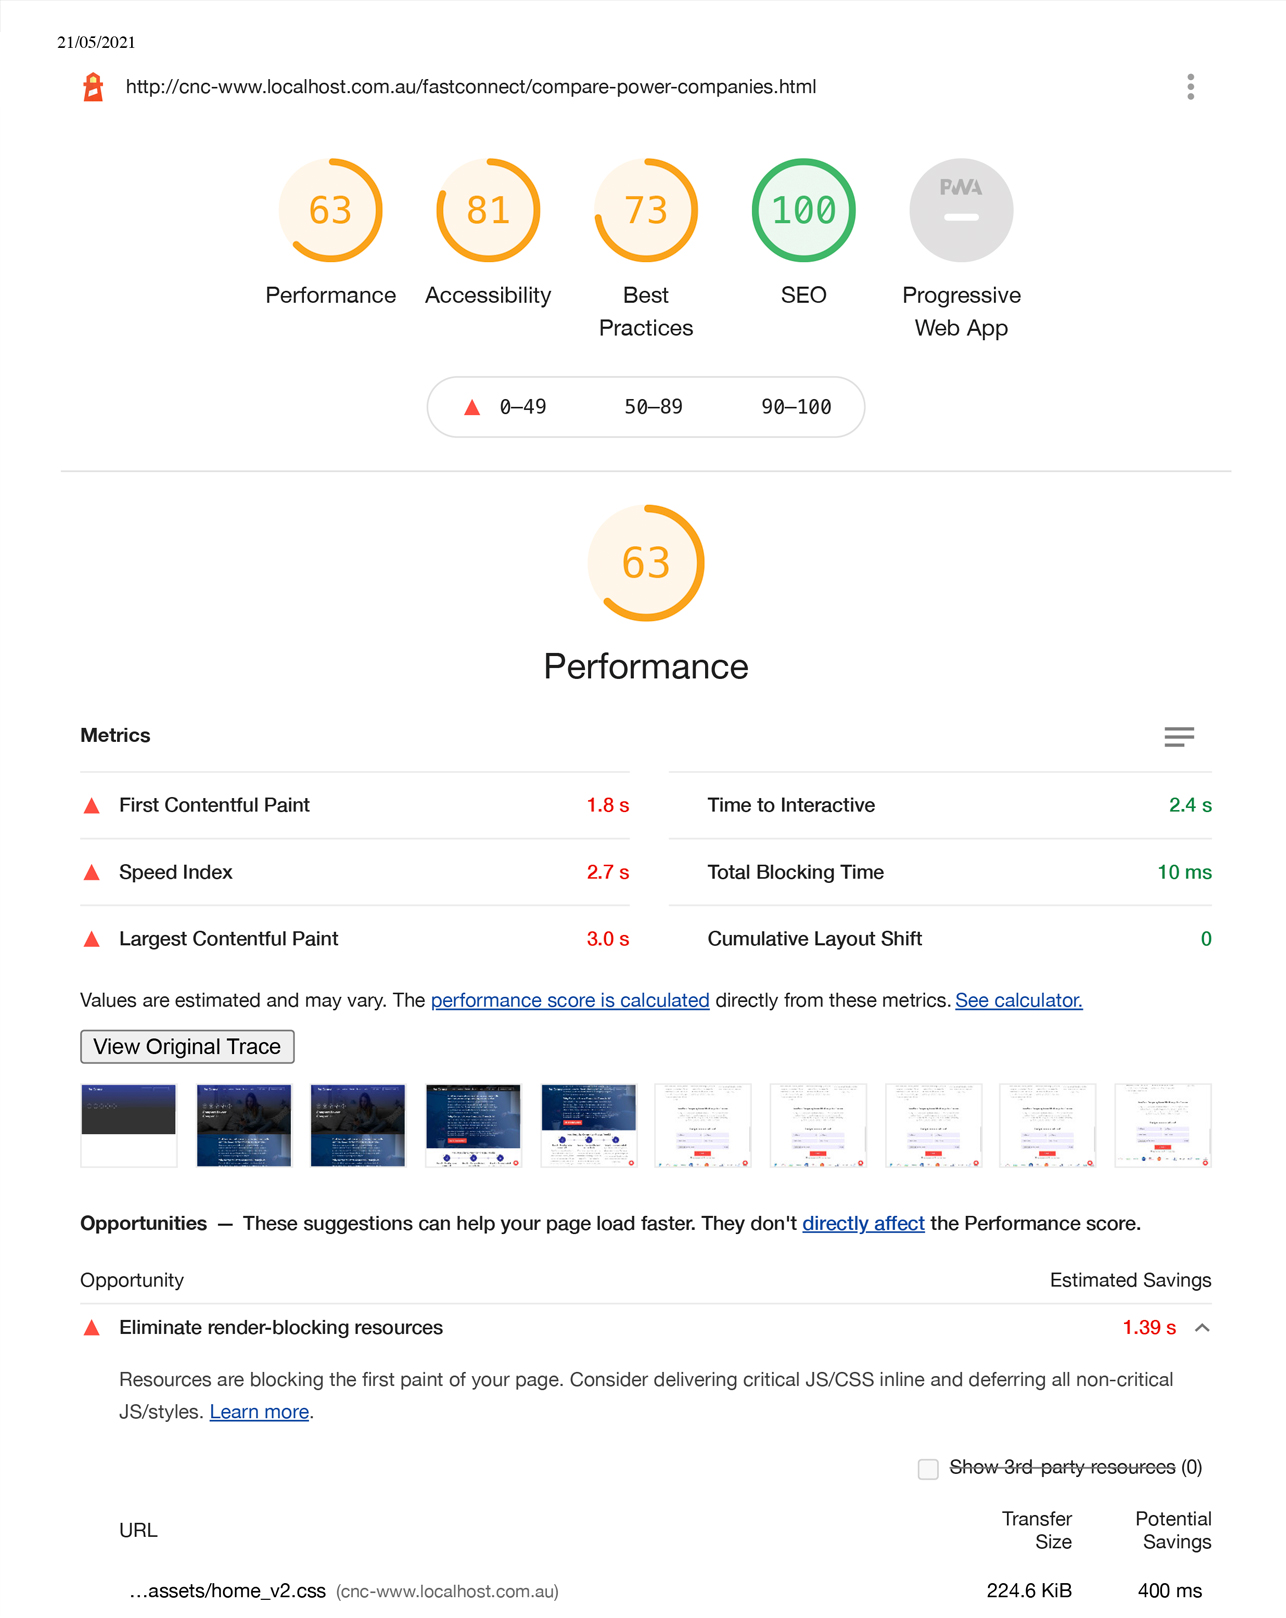 21/05/2021
http://cnc-www.localhost.com.au/fastconnect/compare-power-companies.html
63 81 73 100 PWA
Performance Accessibility Best Practices SEO Progressive Web App
0–49 50–89 90–100
63
Performance
Metrics
First Contentful Paint 1.8 s
Time to Interactive 2.4 s
Speed Index 2.7 s
Total Blocking Time 10 ms
Largest Contentful Paint 3.0 s
Cumulative Layout Shift 0
Values are estimated and may vary. The performance score is calculated directly from these metrics. See calculator.
View Original Trace
Opportunities — These suggestions can help your page load faster. They don't directly affect the Performance score.
Opportunity Estimated Savings
Eliminate render-blocking resources 1.39 s
Resources are blocking the first paint of your page. Consider delivering critical JS/CSS inline and deferring all non-critical
JS/styles. Learn more.
Show 3rd-party resources (0)
URL Transfer Size Potential Savings
…assets/home_v2.css (cnc-www.localhost.com.au) 224.6 KiB 400 ms